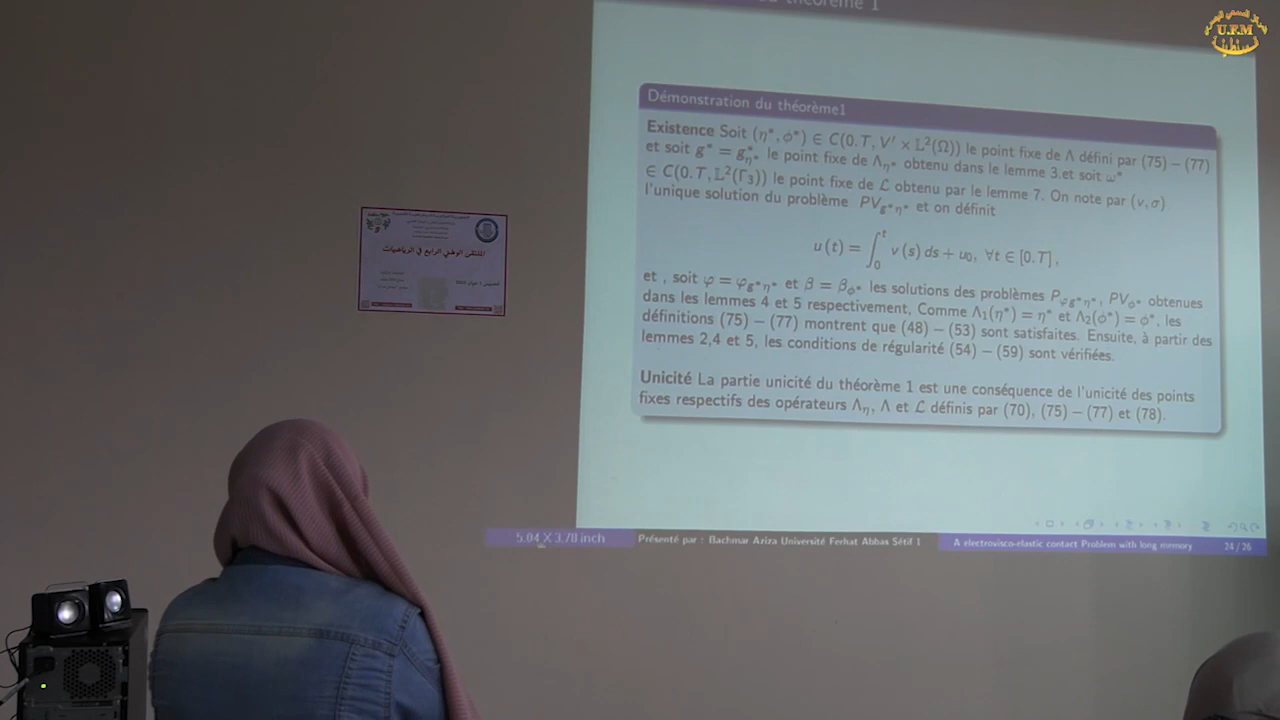 du théorème 1
U.F.M
Démonstration du théorème1
Existence Soit (η*, ϕ*) ∈ C(0.T, V′ × 𝕃²(Ω)) le point fixe de Λ défini par (75) − (77)
et soit g* = g*η* le point fixe de Λη* obtenu dans le lemme 3.et soit ω*
∈ C(0.T, 𝕃²(Γ₃)) le point fixe de ℒ obtenu par le lemme 7. On note par (v, σ)
l'unique solution du problème PVg*η* et on définit
u(t) = ∫₀ᵗ v(s) ds + u₀, ∀t ∈ [0.T],
et , soit φ = φg*η* et β = βϕ* les solutions des problèmes Pφg*η*, PVϕ* obtenues
dans les lemmes 4 et 5 respectivement, Comme Λ₁(η*) = η* et Λ₂(ϕ*) = ϕ*, les
définitions (75) − (77) montrent que (48) − (53) sont satisfaites. Ensuite, à partir des
lemmes 2,4 et 5, les conditions de régularité (54) − (59) sont vérifiées.
Unicité La partie unicité du théorème 1 est une conséquence de l'unicité des points
fixes respectifs des opérateurs Λη, Λ et ℒ définis par (70), (75) − (77) et (78).
5.04 X 3.78 inch
Présenté par : Bachmar Aziza Université Ferhat Abbas Sétif 1
A electrovisco-elastic contact Problem with long memory
24 / 26
الملتقى الوطني الرابع في الرياضيات